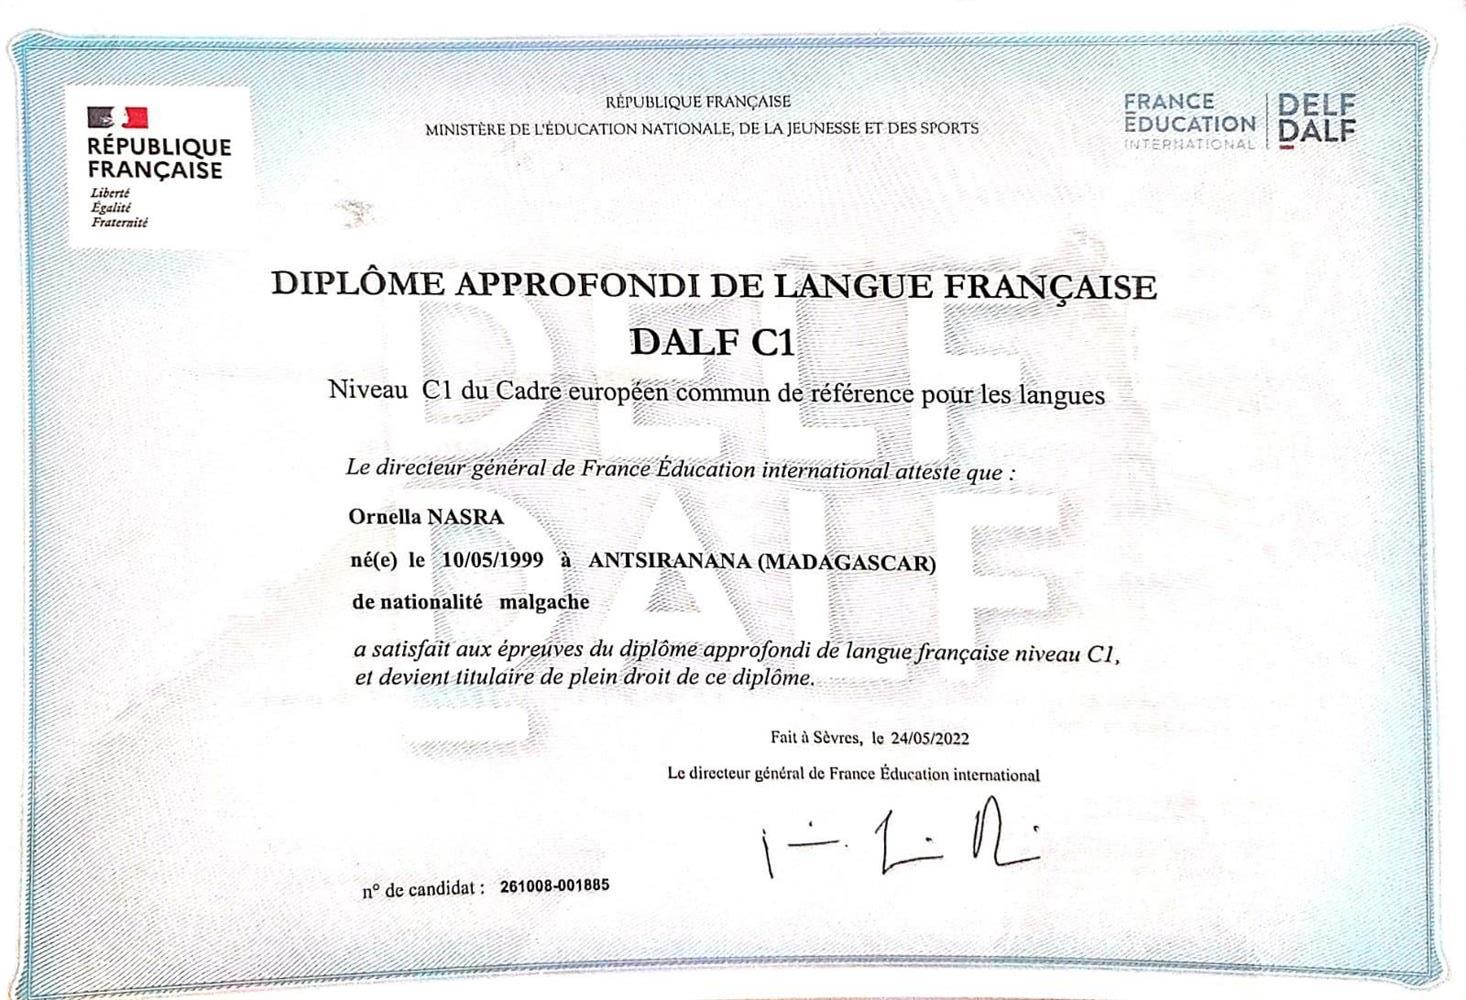 RÉPUBLIQUE
FRANÇAISE
Liberté
Égalité
Fraternité
RÉPUBLIQUE FRANÇAISE
MINISTÈRE DE L'ÉDUCATION NATIONALE, DE LA JEUNESSE ET DES SPORTS
FRANCE
ÉDUCATION
INTERNATIONAL
DELF
DALF
DIPLÔME APPROFONDI DE LANGUE FRANÇAISE
DALF C1
Niveau C1 du Cadre européen commun de référence pour les langues
DELF
DALF
Le directeur général de France Éducation international atteste que :
Ornella NASRA
né(e) le 10/05/1999 à ANTSIRANANA (MADAGASCAR)
de nationalité malgache
a satisfait aux épreuves du diplôme approfondi de langue française niveau C1,
et devient titulaire de plein droit de ce diplôme.
Fait à Sèvres, le 24/05/2022
Le directeur général de France Éducation international
n° de candidat : 261008-001885